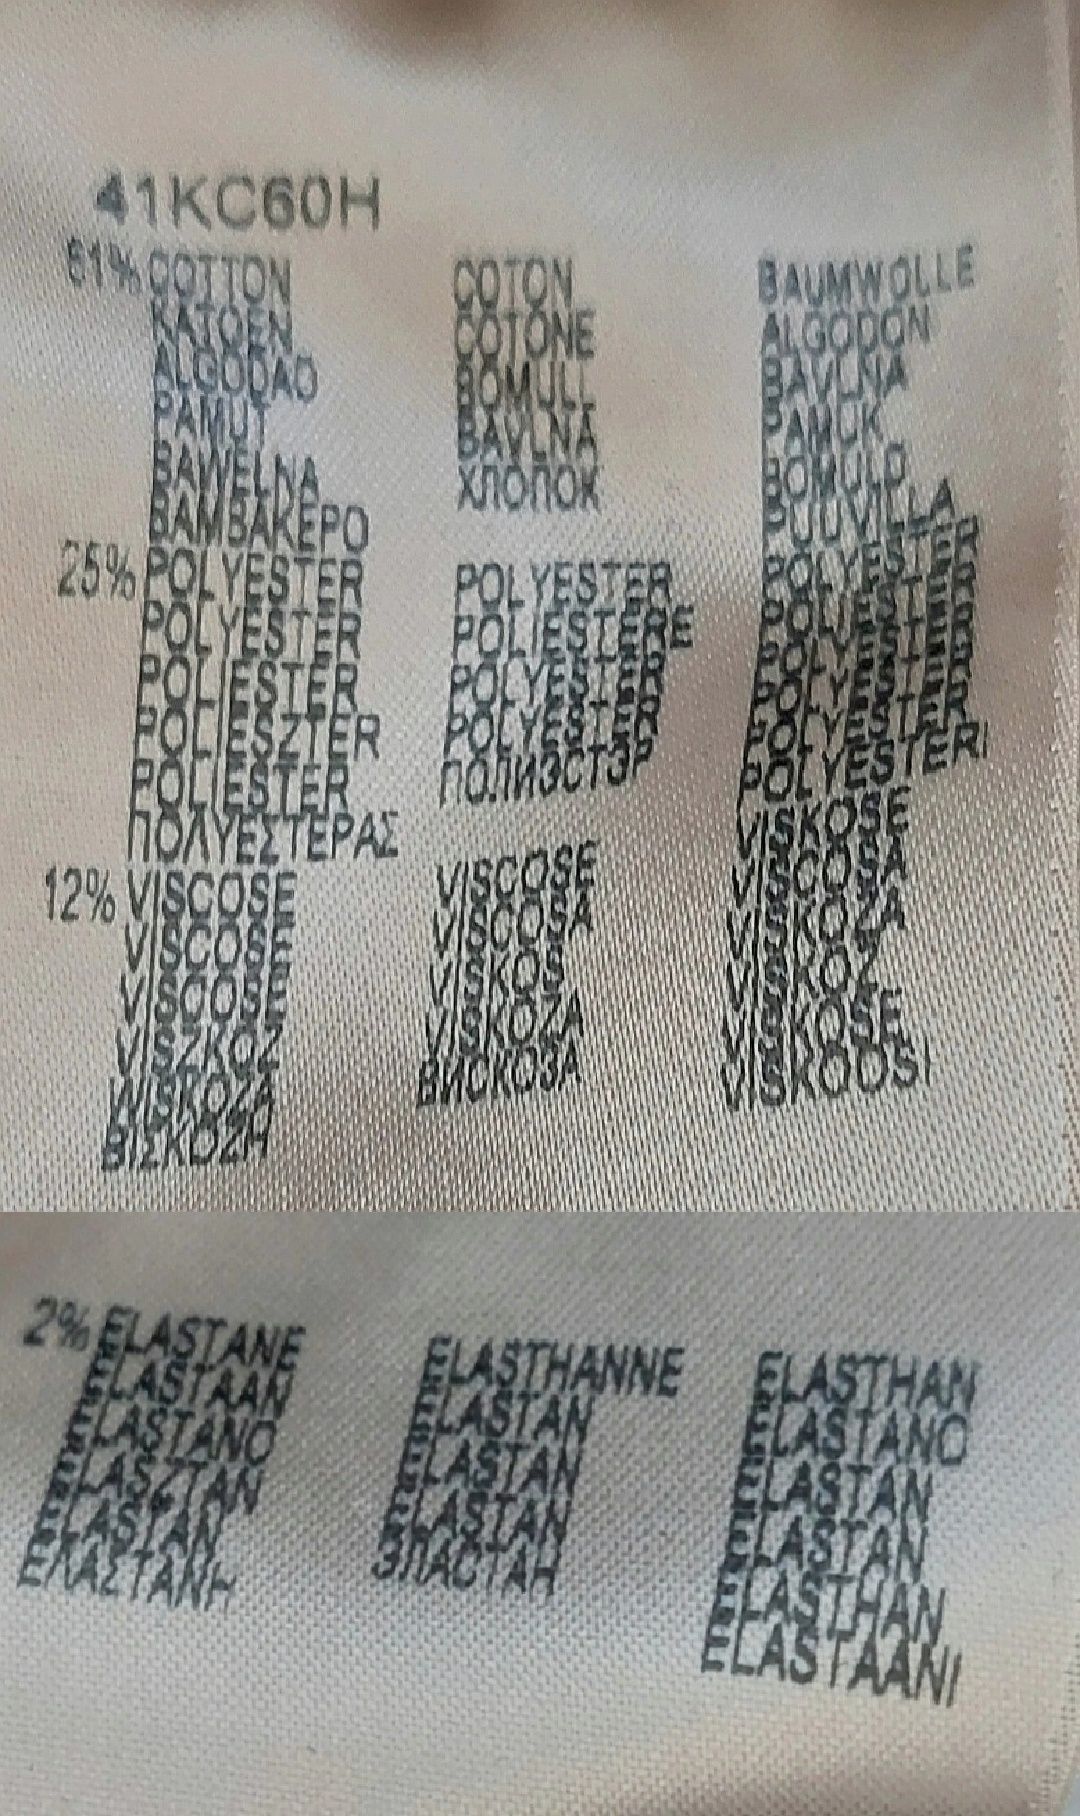 41KC60H
61% COTTON COTON BAUMWOLLE
KATOEN COTONE ALGODON
ALGODAO BOMULL BAVLNA
PAMUT BAVLNA PAMUK
BAWELNA ХЛОПОК BOMULD
BAMBAKEPO PUUVILLA
25% POLYESTER POLYESTER POLYESTER
POLYESTER POLIESTERE POLYESTER
POLIESTER POLYESTER POLYESTER
POLIESZTER POLYESTER POLYESTER
POLIESTER ПОЛИЭСТЭР POLYESTER
ΠΟΛΥΕΣΤΕΡΑΣ POLYESTERI
12% VISCOSE VISCOSE VISKOSE
VISCOSE VISCOSA VISCOSA
VISCOSE VISKOS VISKOZA
VISZKOZ VISKOZA VISKOZ
WISKOZA ВИСКОЗА VISKOSE
ΒΙΣΚΟΖΗ VISKOOSI
2% ELASTANE ELASTHANNE ELASTHAN
ELASTAAN ELASTAN ELASTANO
ELASTANO ELASTAN ELASTAN
ELASZTAN ELASTAN ELASTAN
ELASTAN ЭЛАСТАН ELASTHAN
ΕΛΑΣΤΑΝΗ ELASTAANI